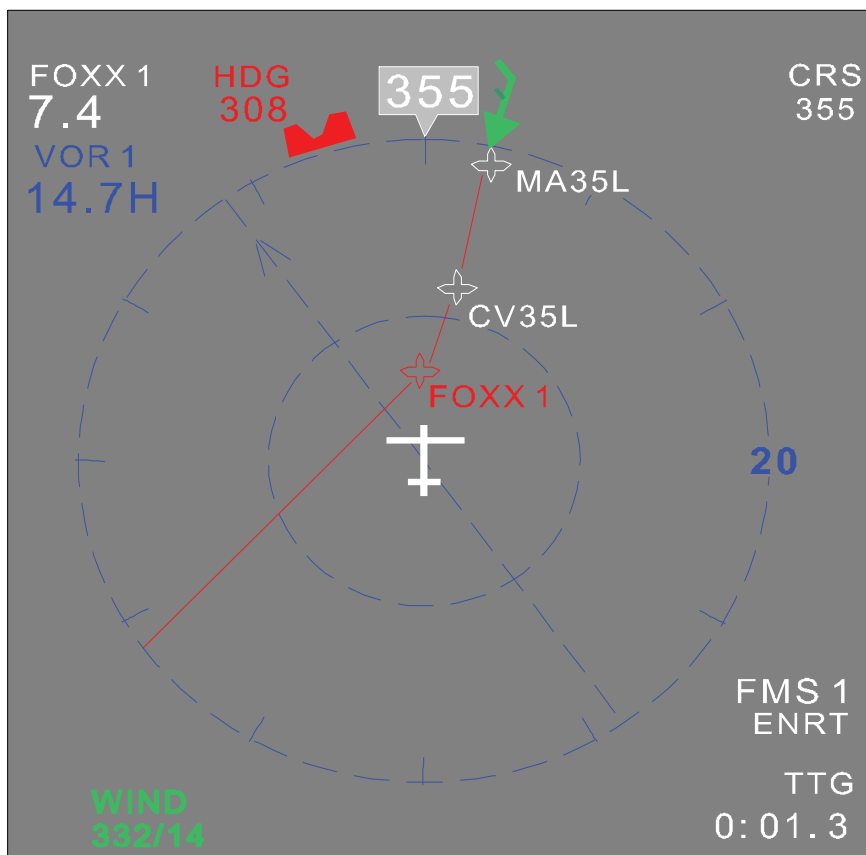 FOXX 1
7.4
VOR 1
14.7H
HDG
308
355
CRS
355
MA35L
CV35L
FOXX 1
20
FMS 1
ENRT
TTG
0:01.3
WIND
332/14